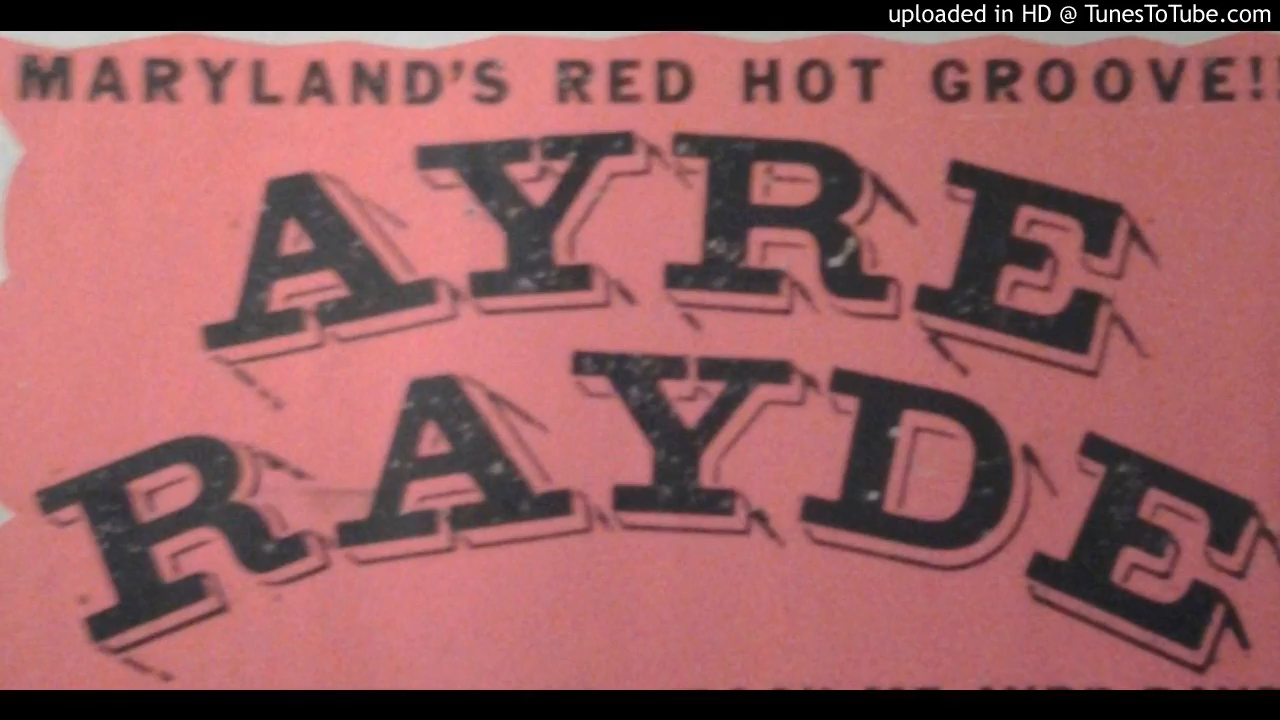 uploaded in HD @ TunesToTube.com
MARYLAND'S RED HOT GROOVE!!
AYRE
RAYDE